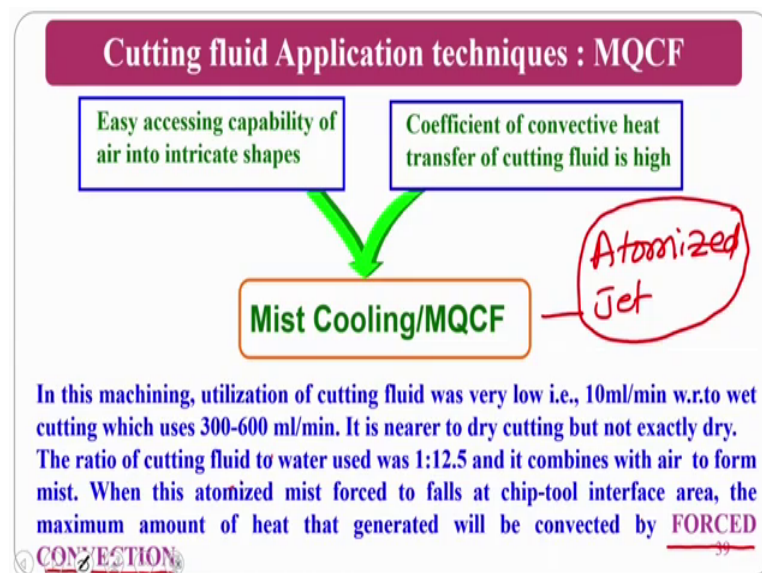 Cutting fluid Application techniques : MQCF
Easy accessing capability of
air into intricate shapes
Coefficient of convective heat
transfer of cutting fluid is high
Atomized
Jet
Mist Cooling/MQCF
In this machining, utilization of cutting fluid was very low i.e., 10ml/min w.r.to wet
cutting which uses 300-600 ml/min. It is nearer to dry cutting but not exactly dry.
The ratio of cutting fluid to water used was 1:12.5 and it combines with air to form
mist. When this atomized mist forced to falls at chip-tool interface area, the
maximum amount of heat that generated will be convected by FORCED
CONVECTION
39